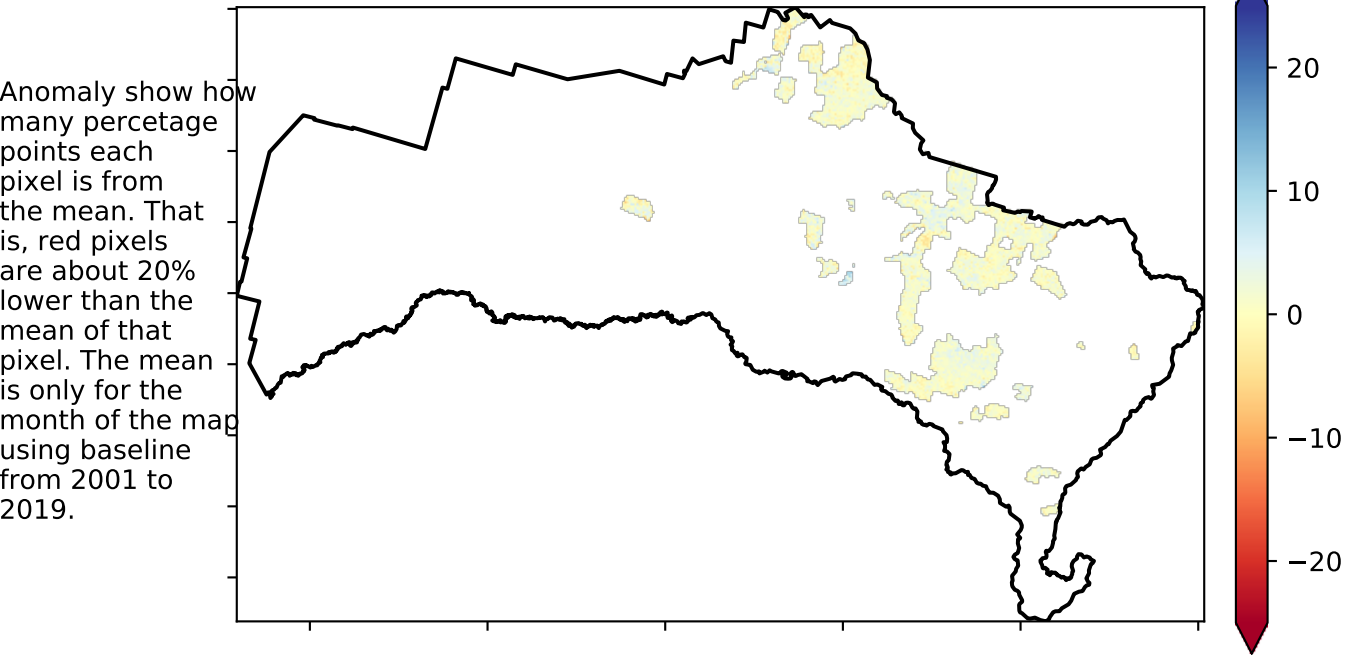 Anomaly show how
many percetage
points each
pixel is from
the mean. That
is, red pixels
are about 20%
lower than the
mean of that
pixel. The mean
is only for the
month of the map
using baseline
from 2001 to
2019.
20
10
0
−10
−20